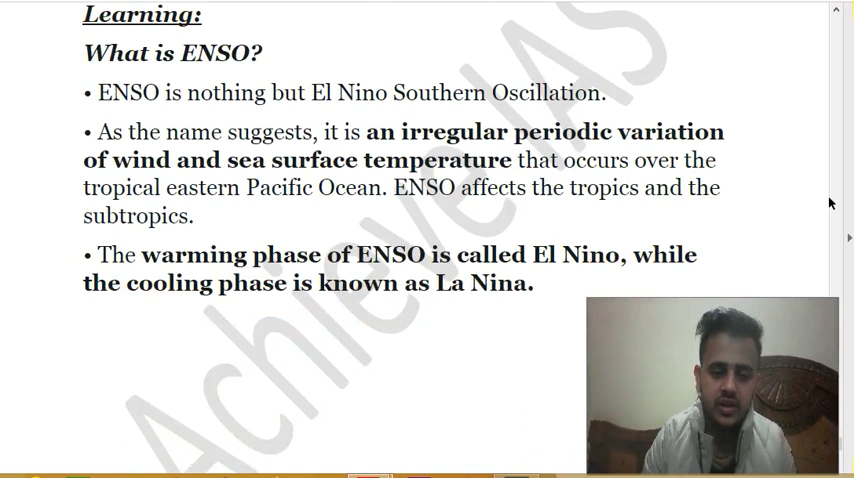 Learning:
What is ENSO?
• ENSO is nothing but El Nino Southern Oscillation.
• As the name suggests, it is an irregular periodic variation
of wind and sea surface temperature that occurs over the
tropical eastern Pacific Ocean. ENSO affects the tropics and the
subtropics.
• The warming phase of ENSO is called El Nino, while
the cooling phase is known as La Nina.
Achieve IAS